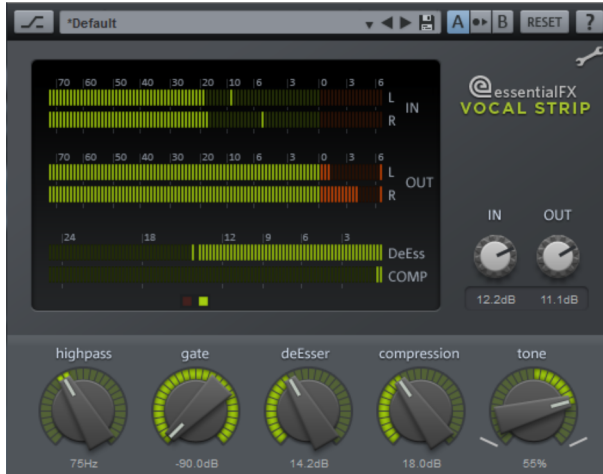 *Default A B RESET ?
essentialFX
VOCAL STRIP
70 60 50 40 30 20 10 6 3 0 3 6
L
IN
R
70 60 50 40 30 20 10 6 3 0 3 6
L
OUT
R
24 18 12 9 6 3
DeEss
COMP
IN OUT
12.2dB 11.1dB
highpass gate deEsser compression tone
75Hz -90.0dB 14.2dB 18.0dB 55%